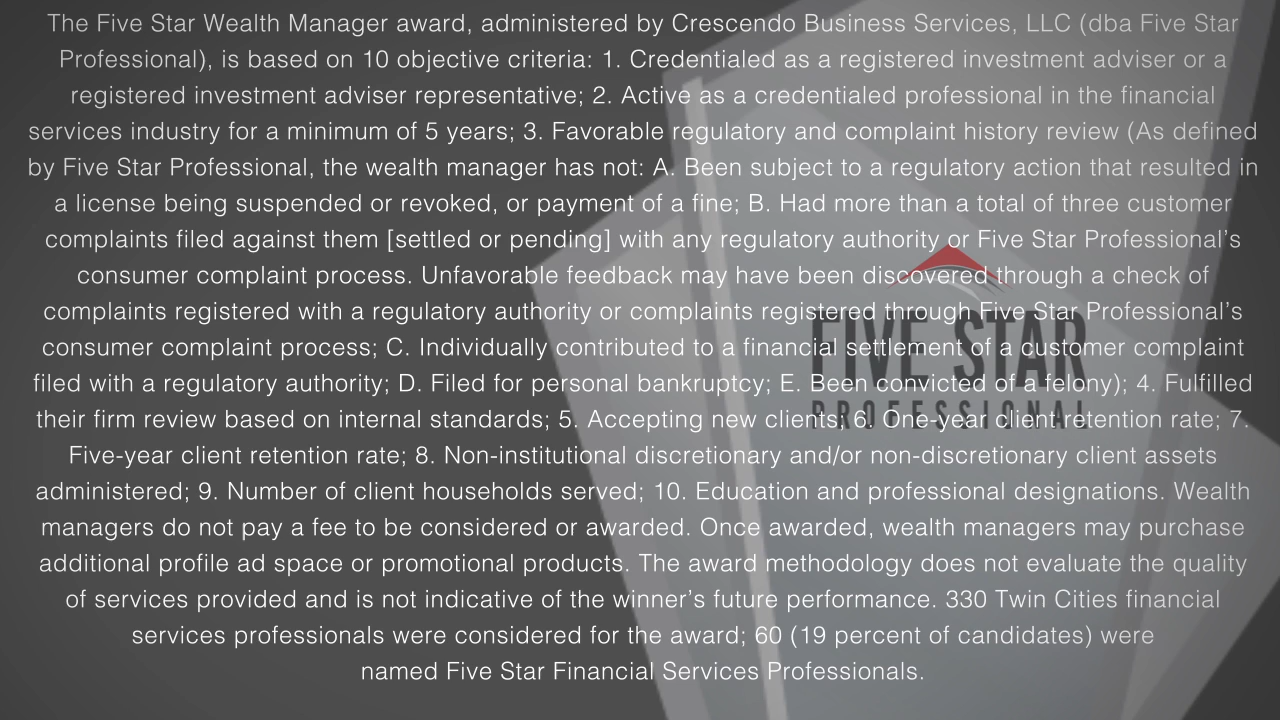 The Five Star Wealth Manager award, administered by Crescendo Business Services, LLC (dba Five Star
Professional), is based on 10 objective criteria: 1. Credentialed as a registered investment adviser or a
registered investment adviser representative; 2. Active as a credentialed professional in the financial
services industry for a minimum of 5 years; 3. Favorable regulatory and complaint history review (As defined
by Five Star Professional, the wealth manager has not: A. Been subject to a regulatory action that resulted in
a license being suspended or revoked, or payment of a fine; B. Had more than a total of three customer
complaints filed against them [settled or pending] with any regulatory authority or Five Star Professional’s
consumer complaint process. Unfavorable feedback may have been discovered through a check of
complaints registered with a regulatory authority or complaints registered through Five Star Professional’s
consumer complaint process; C. Individually contributed to a financial settlement of a customer complaint
filed with a regulatory authority; D. Filed for personal bankruptcy; E. Been convicted of a felony); 4. Fulfilled
their firm review based on internal standards; 5. Accepting new clients; 6. One-year client retention rate; 7.
Five-year client retention rate; 8. Non-institutional discretionary and/or non-discretionary client assets
administered; 9. Number of client households served; 10. Education and professional designations. Wealth
managers do not pay a fee to be considered or awarded. Once awarded, wealth managers may purchase
additional profile ad space or promotional products. The award methodology does not evaluate the quality
of services provided and is not indicative of the winner’s future performance. 330 Twin Cities financial
services professionals were considered for the award; 60 (19 percent of candidates) were
named Five Star Financial Services Professionals.
FIVE STAR
PROFESSIONAL